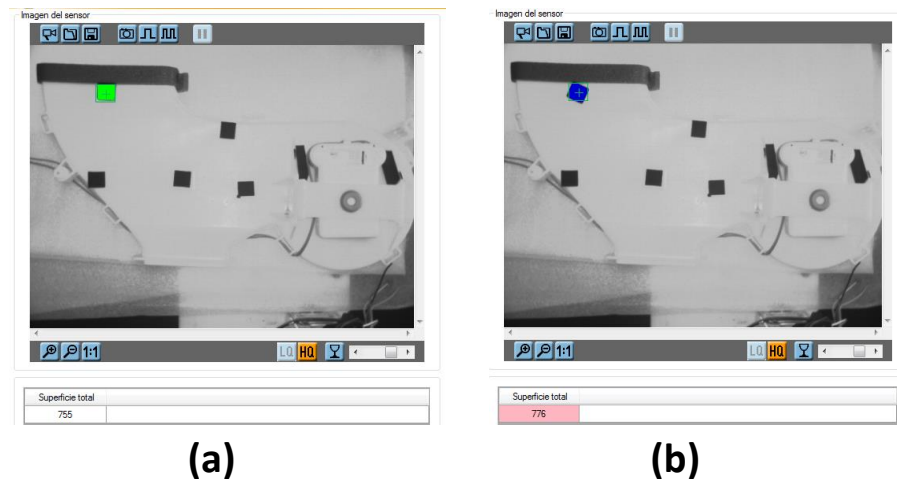 Imagen del sensor
Imagen del sensor
1:1
LQ
HQ
1:1
LQ
HQ
Superficie total
755
Superficie total
776
(a)
(b)